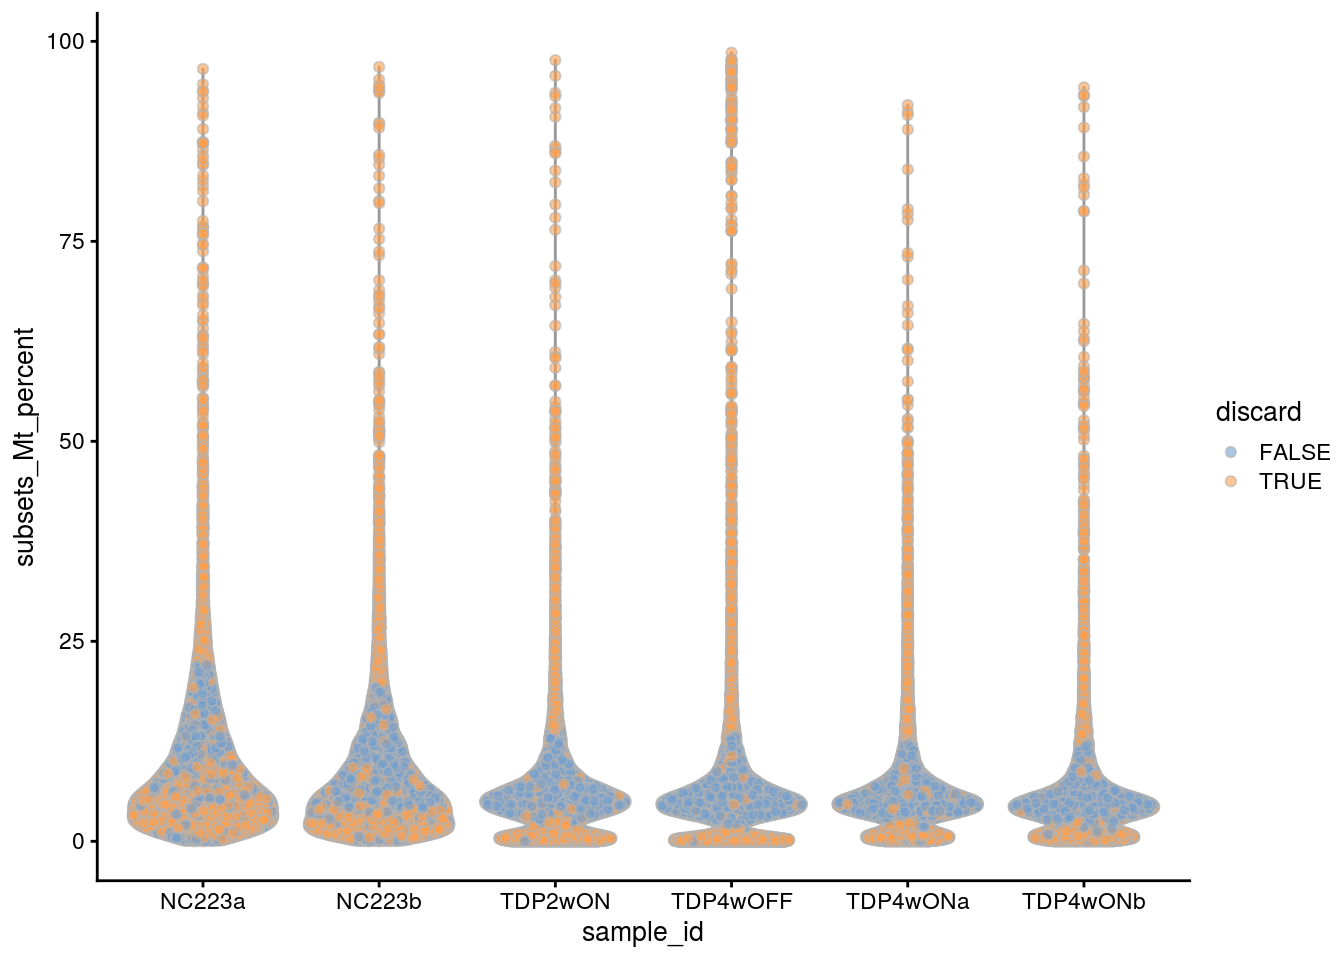 100
75
50
25
0
subsets_Mt_percent
NC223a
NC223b
TDP2wON
TDP4wOFF
TDP4wONa
TDP4wONb
sample_id
discard
FALSE
TRUE